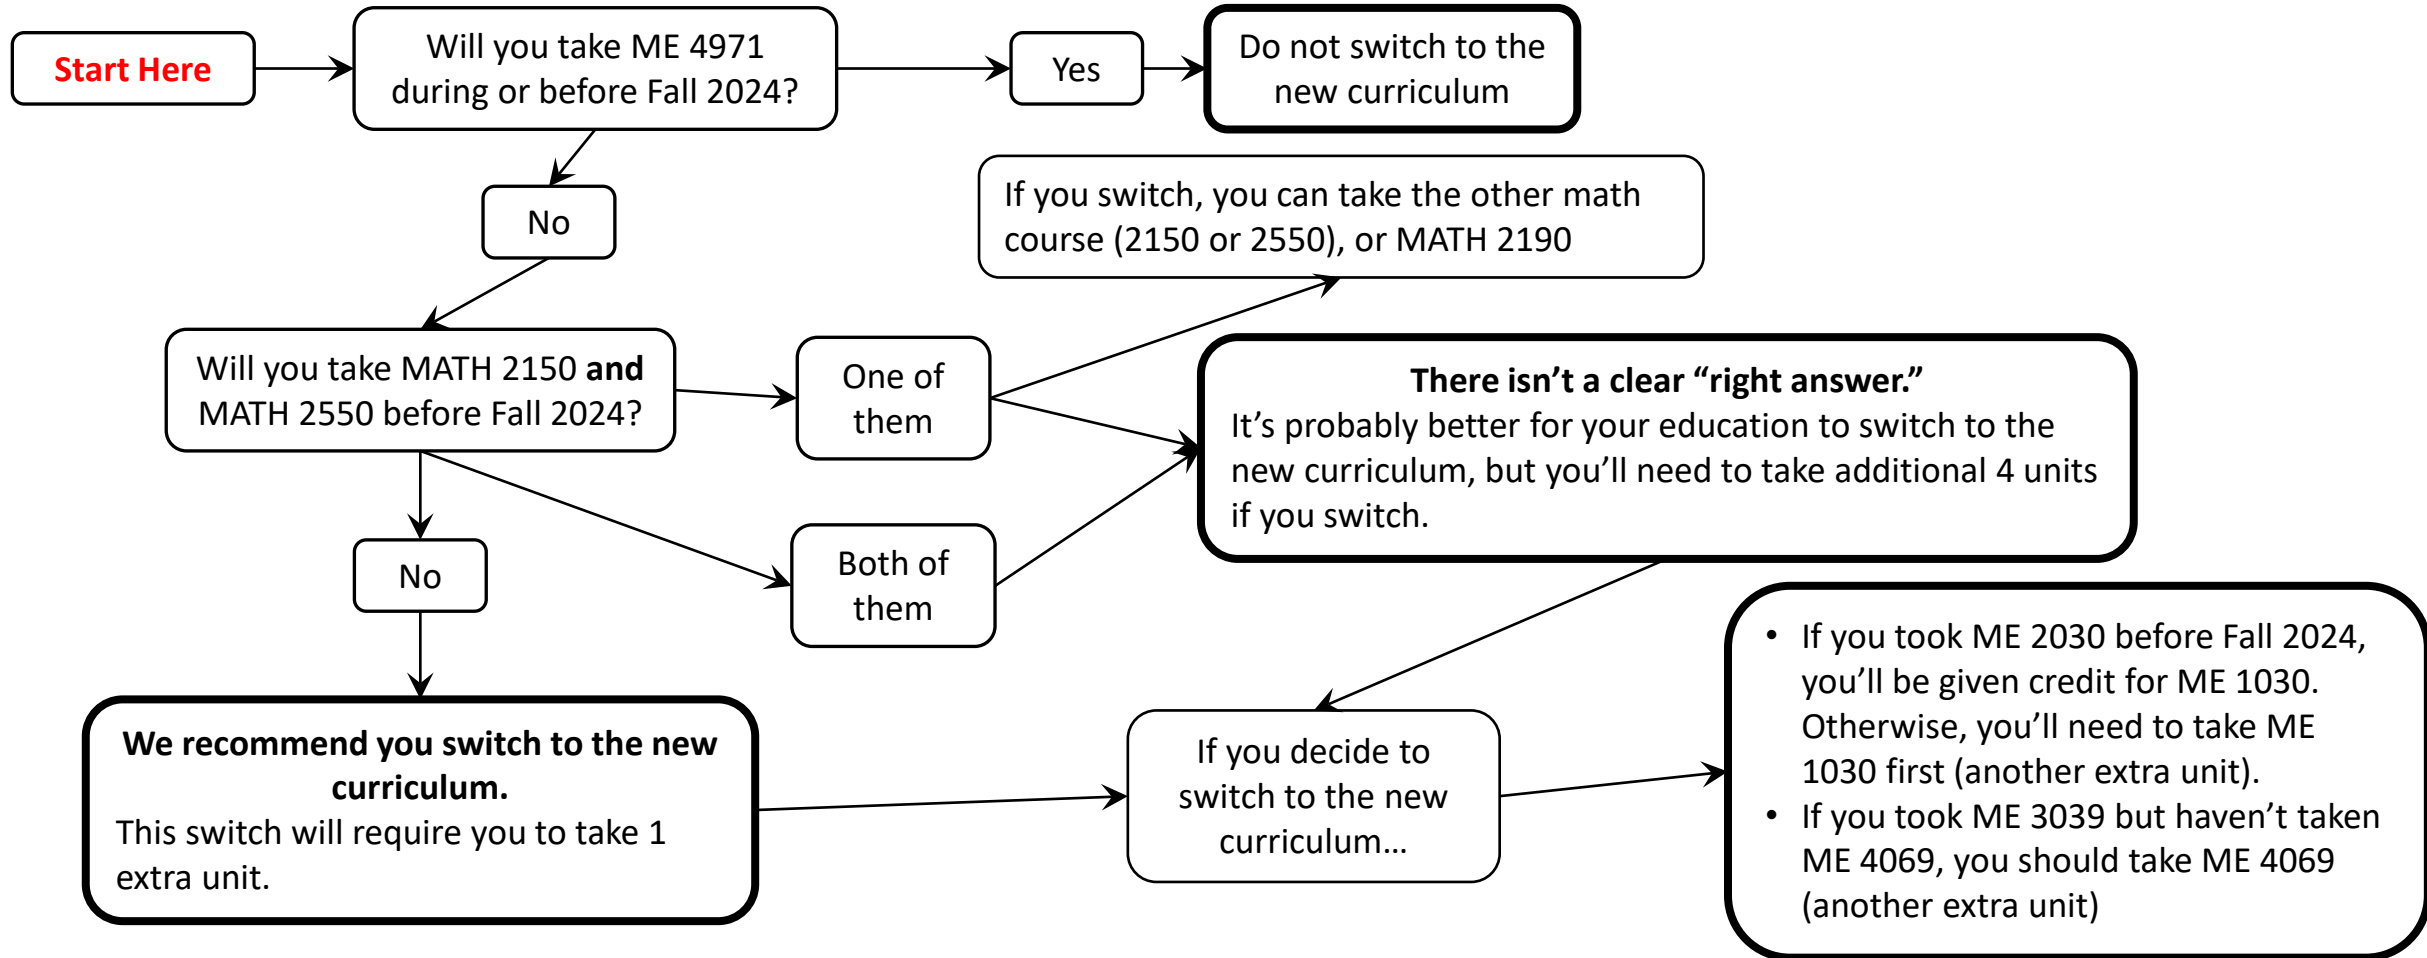 Start Here
Will you take ME 4971
during or before Fall 2024?
Yes
Do not switch to the
new curriculum
No
If you switch, you can take the other math
course (2150 or 2550), or MATH 2190
Will you take MATH 2150 and
MATH 2550 before Fall 2024?
One of
them
There isn’t a clear “right answer.”
It’s probably better for your education to switch to the
new curriculum, but you’ll need to take additional 4 units
if you switch.
No
Both of
them
We recommend you switch to the new
curriculum.
This switch will require you to take 1
extra unit.
If you decide to
switch to the new
curriculum…
• If you took ME 2030 before Fall 2024,
you’ll be given credit for ME 1030.
Otherwise, you’ll need to take ME
1030 first (another extra unit).
• If you took ME 3039 but haven’t taken
ME 4069, you should take ME 4069
(another extra unit)